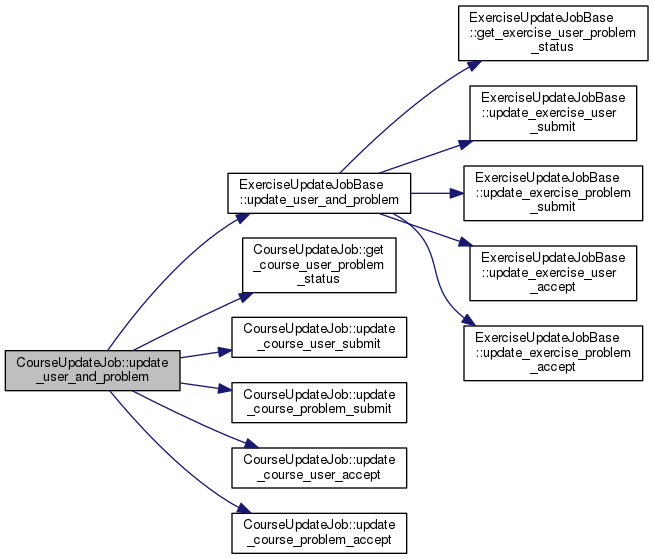 ExerciseUpdateJobBase
::get_exercise_user_problem
_status
ExerciseUpdateJobBase
::update_exercise_user
_submit
ExerciseUpdateJobBase
::update_exercise_problem
_submit
ExerciseUpdateJobBase
::update_user_and_problem
CourseUpdateJob::get
_course_user_problem
_status
ExerciseUpdateJobBase
::update_exercise_user
_accept
CourseUpdateJob::update
_course_user_submit
ExerciseUpdateJobBase
::update_exercise_problem
_accept
CourseUpdateJob::update
_user_and_problem
CourseUpdateJob::update
_course_problem_submit
CourseUpdateJob::update
_course_user_accept
CourseUpdateJob::update
_course_problem_accept